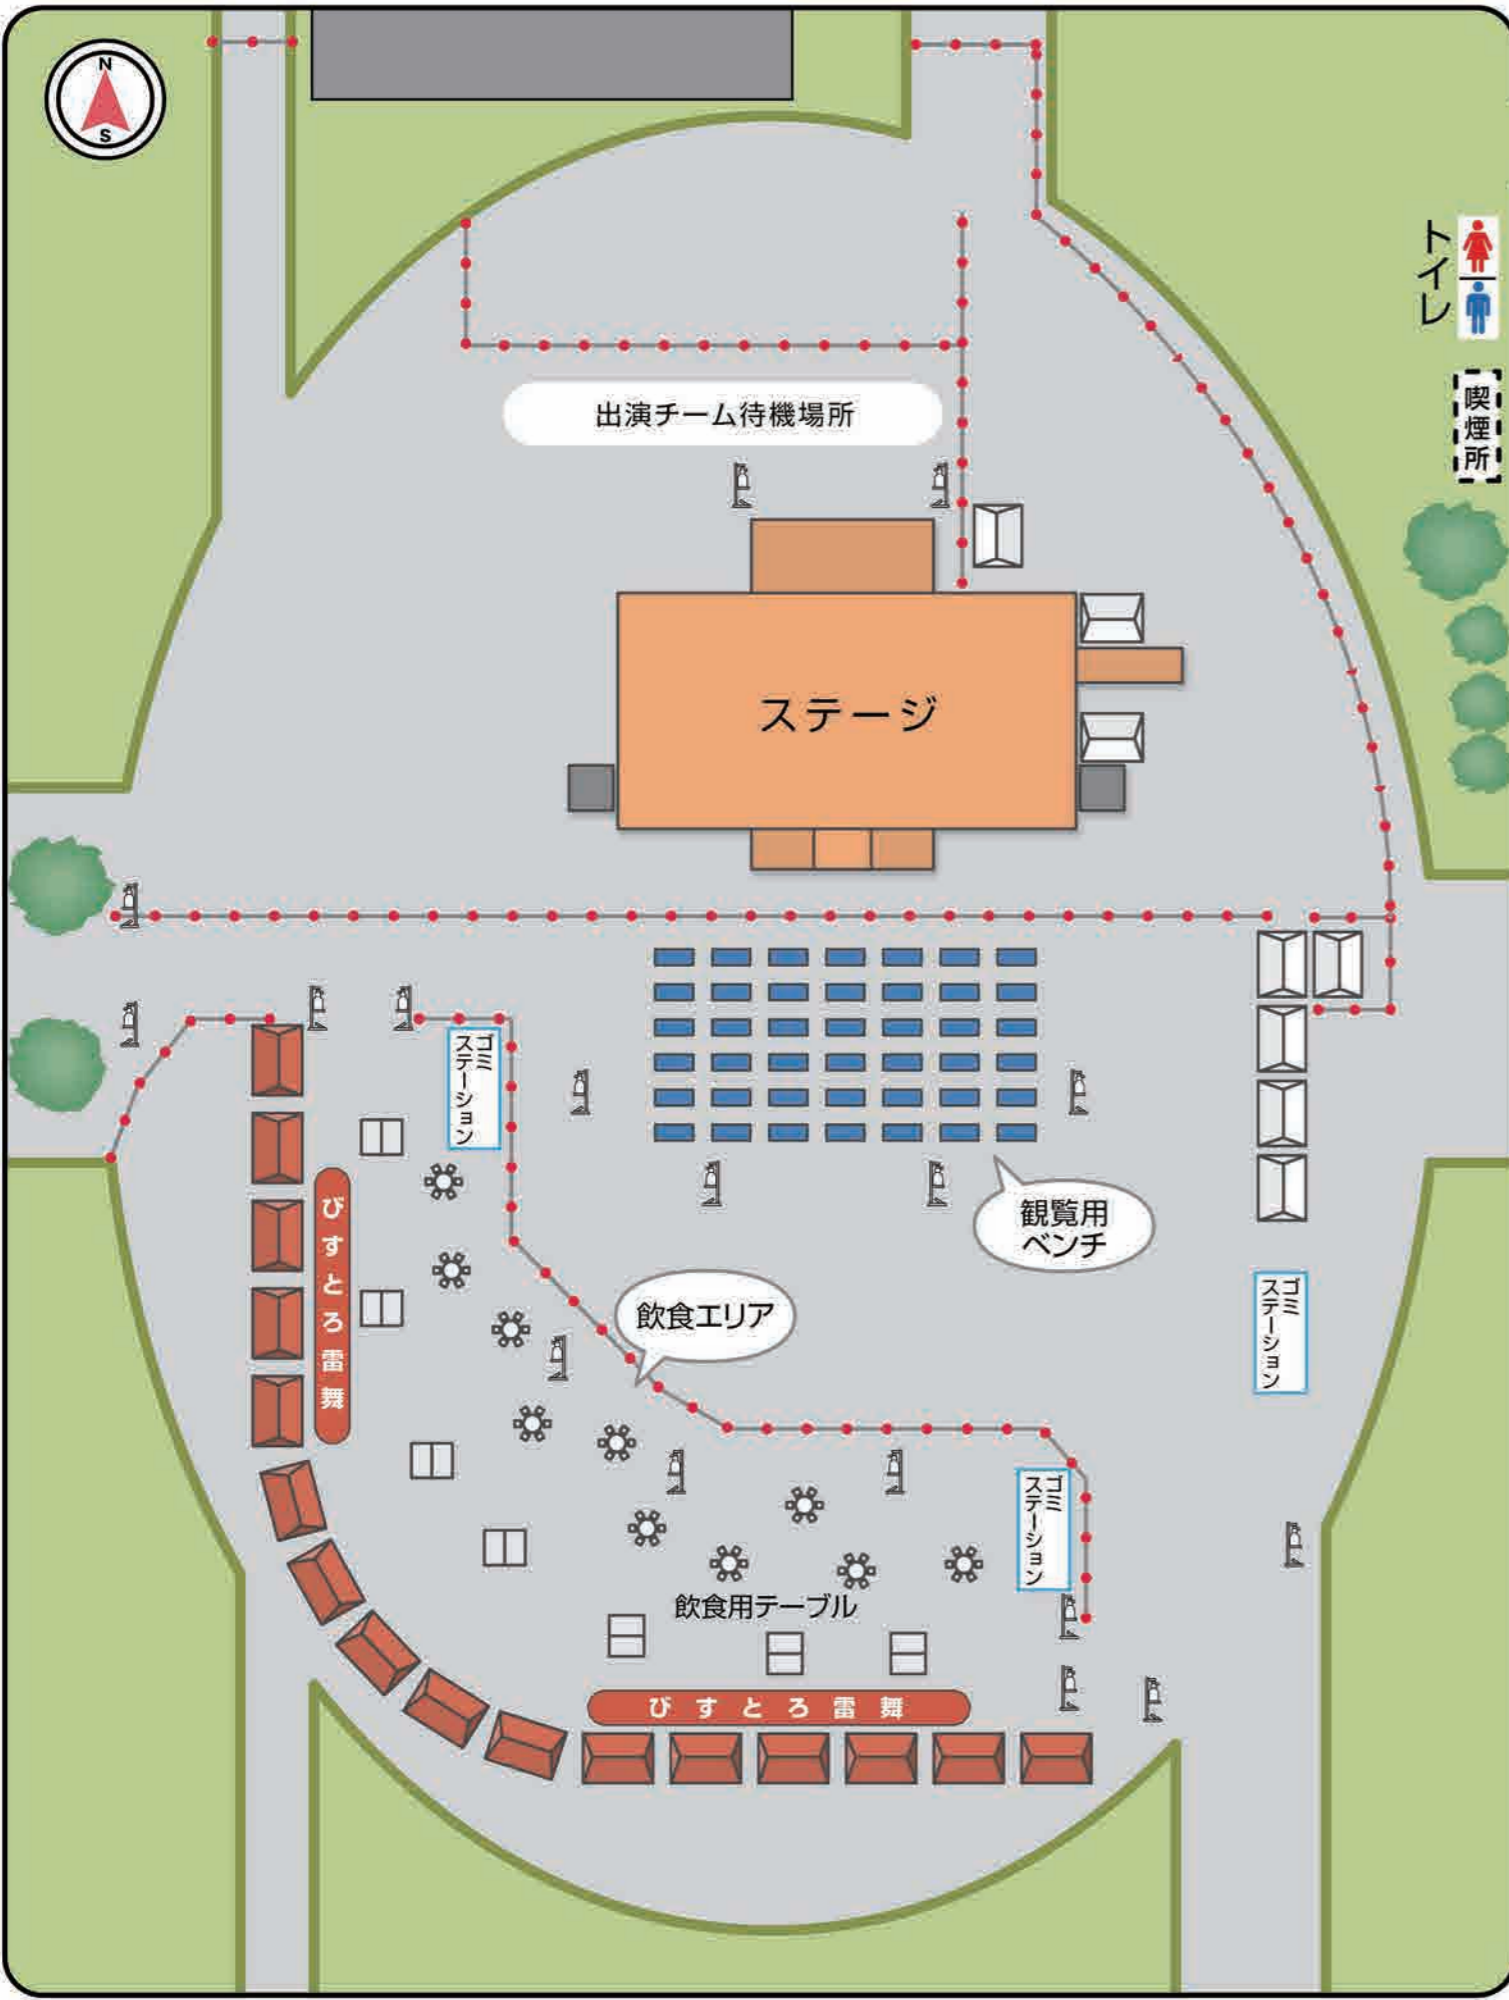 N
S
トイレ
喫煙所
出演チーム待機場所
ステージ
ゴミ
ステーション
観覧用
ベンチ
びすとろ雷舞
飲食エリア
ゴミ
ステーション
ゴミ
ステーション
飲食用テーブル
びすとろ雷舞